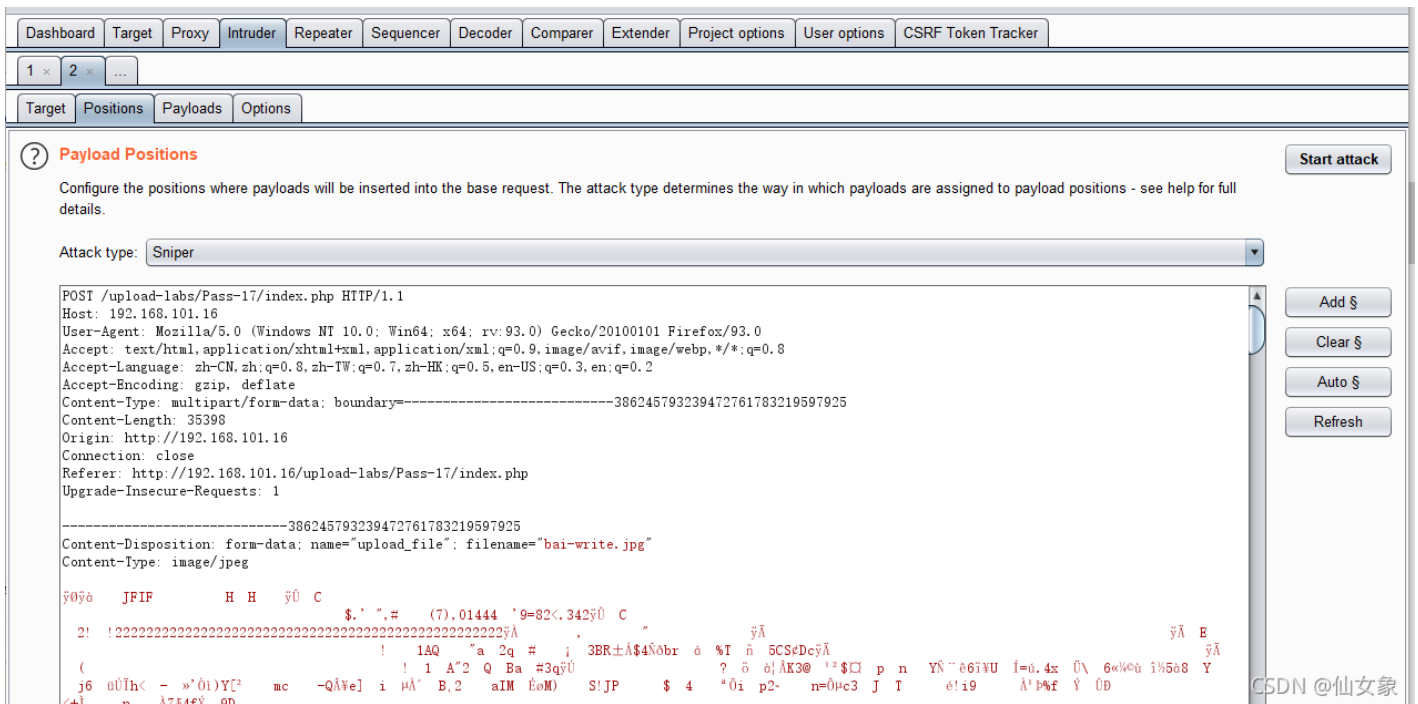 Dashboard Target Proxy Intruder Repeater Sequencer Decoder Comparer Extender Project options User options CSRF Token Tracker
1 × 2 × ...
Target Positions Payloads Options
? Payload Positions
Start attack
Configure the positions where payloads will be inserted into the base request. The attack type determines the way in which payloads are assigned to payload positions - see help for full
details.
Attack type: Sniper
POST /upload-labs/Pass-17/index.php HTTP/1.1
Host: 192.168.101.16
User-Agent: Mozilla/5.0 (Windows NT 10.0; Win64; x64; rv:93.0) Gecko/20100101 Firefox/93.0
Accept: text/html,application/xhtml+xml,application/xml;q=0.9,image/avif,image/webp,*/*;q=0.8
Accept-Language: zh-CN,zh;q=0.8,zh-TW;q=0.7,zh-HK;q=0.5,en-US;q=0.3,en;q=0.2
Accept-Encoding: gzip, deflate
Content-Type: multipart/form-data; boundary=---------------------------386245793239472761783219597925
Content-Length: 35398
Origin: http://192.168.101.16
Connection: close
Referer: http://192.168.101.16/upload-labs/Pass-17/index.php
Upgrade-Insecure-Requests: 1
-----------------------------386245793239472761783219597925
Content-Disposition: form-data; name="upload_file"; filename="bai-write.jpg"
Content-Type: image/jpeg
ÿØÿà JFIF H H ÿÛ C
Add §
Clear §
Auto §
Refresh
CSDN @仙女象